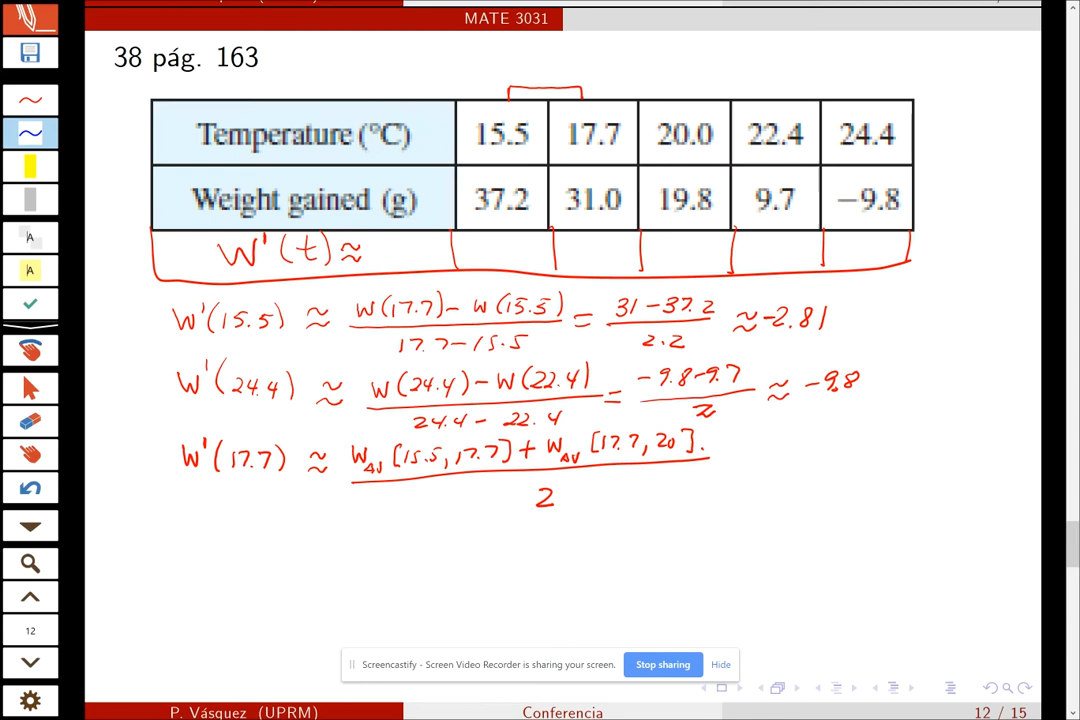 MATE 3031
38 pág. 163
Temperature (°C) 15.5 17.7 20.0 22.4 24.4
Weight gained (g) 37.2 31.0 19.8 9.7 −9.8
W'(t) ≈
W'(15.5) ≈ W(17.7) − W(15.5) / 17.7 − 15.5 = 31 − 37.2 / 2.2 ≈ −2.81
W'(24.4) ≈ W(24.4) − W(22.4) / 24.4 − 22.4 = −9.8 − 9.7 / 2 ≈ −9.8
W'(17.7) ≈ W_AV [15.5, 17.7] + W_AV [17.7, 20]. / 2
A
A
12
Screencastify - Screen Video Recorder is sharing your screen. Stop sharing Hide
P. Vásquez (UPRM) Conferencia 12 / 15